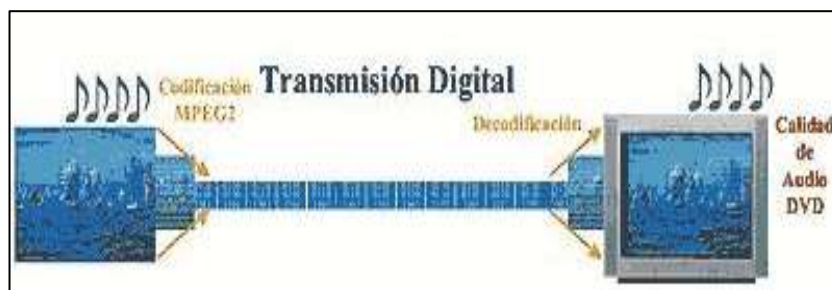 Transmisión Digital
Codificación
MPEG2
Decodificación
Calidad
de
Audio
DVD